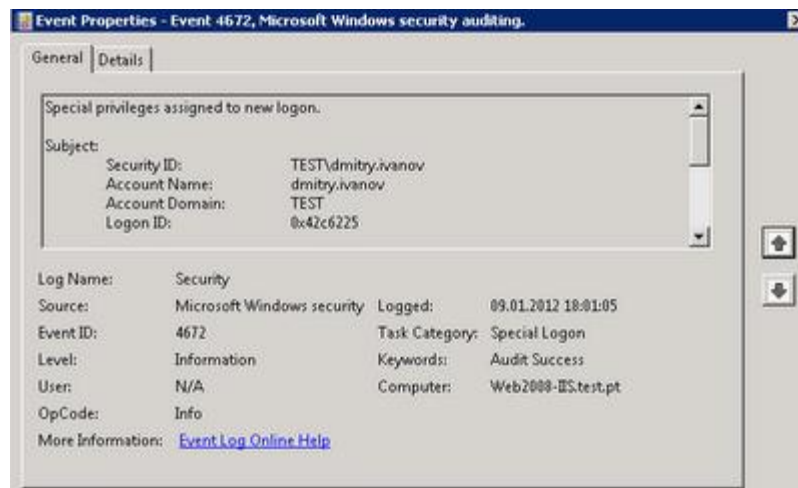 Event Properties - Event 4672, Microsoft Windows security auditing.
General Details
Special privileges assigned to new logon.
Subject:
Security ID: TEST\dmitry.ivanov
Account Name: dmitry.ivanov
Account Domain: TEST
Logon ID: 0x42c6225
Log Name: Security
Source: Microsoft Windows security Logged: 09.01.2012 18:01:05
Event ID: 4672 Task Category: Special Logon
Level: Information Keywords: Audit Success
User: N/A Computer: Web2008-IIS.test.pt
OpCode: Info
More Information: Event Log Online Help